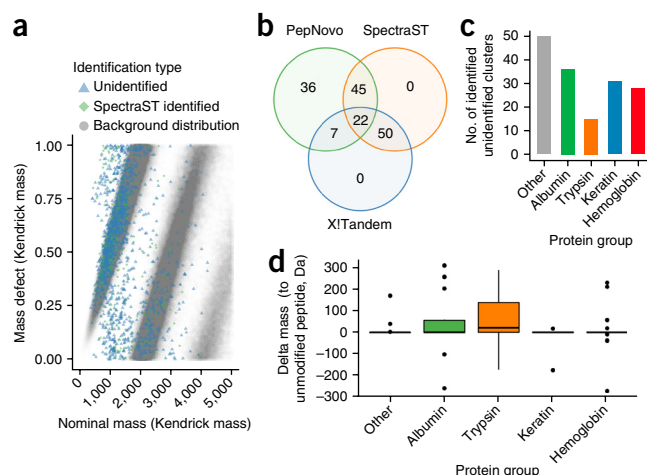 a
Identification type
Unidentified
SpectraST identified
Background distribution
1.00
0.75
0.50
0.25
0.00
Mass defect (Kendrick mass)
0
1,000
2,000
3,000
4,000
5,000
Nominal mass (Kendrick mass)
b
PepNovo
SpectraST
36
45
0
22
7
50
0
X!Tandem
c
No. of identified
unidentified clusters
50
40
30
20
10
0
Other
Albumin
Trypsin
Keratin
Hemoglobin
Protein group
d
Delta mass (to
unmodified peptide, Da)
300
200
100
0
−100
−200
−300
Other
Albumin
Trypsin
Keratin
Hemoglobin
Protein group